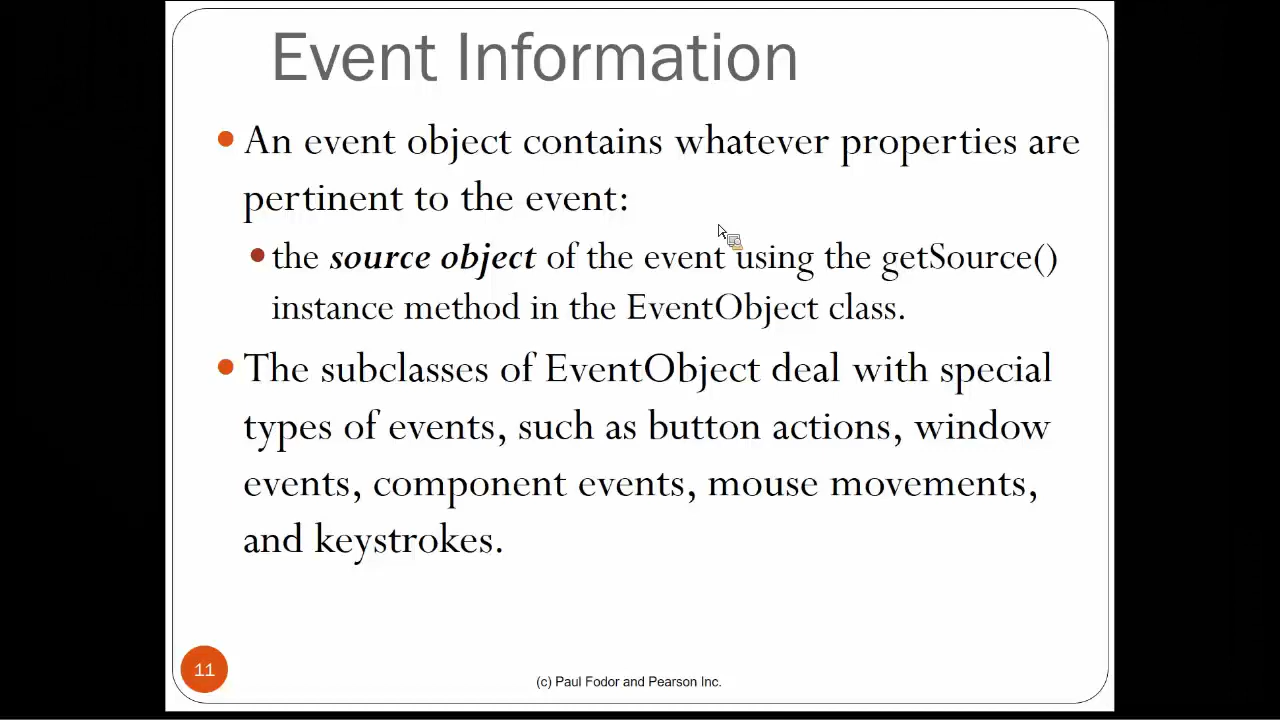 Event Information
An event object contains whatever properties are
pertinent to the event:
the source object of the event using the getSource()
instance method in the EventObject class.
The subclasses of EventObject deal with special
types of events, such as button actions, window
events, component events, mouse movements,
and keystrokes.
11
(c) Paul Fodor and Pearson Inc.